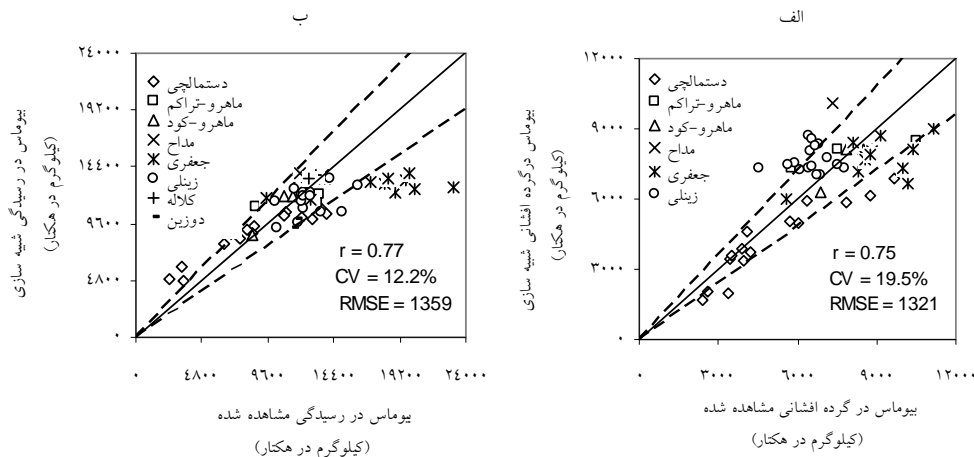 الف
بیوماس در گرده افشانی شبیه سازی
(کیلوگرم در هکتار)
۱۲۰۰۰
۹۰۰۰
۶۰۰۰
۳۰۰۰
۰
دستمالچی
ماهرو-تراکم
ماهرو-کود
مداح
جعفری
زینلی
r = 0.75
CV = 19.5%
RMSE = 1321
۰ ۳۰۰۰ ۶۰۰۰ ۹۰۰۰ ۱۲۰۰۰
بیوماس در گرده افشانی مشاهده شده
(کیلوگرم در هکتار)
ب
بیوماس در رسیدگی شبیه سازی
(کیلوگرم در هکتار)
۲۴۰۰۰
۱۹۲۰۰
۱۴۴۰۰
۹۶۰۰
۴۸۰۰
۰
دستمالچی
ماهرو-تراکم
ماهرو-کود
مداح
جعفری
زینلی
کلاله
دوزین
r = 0.77
CV = 12.2%
RMSE = 1359
۰ ۴۸۰۰ ۹۶۰۰ ۱۴۴۰۰ ۱۹۲۰۰ ۲۴۰۰۰
بیوماس در رسیدگی مشاهده شده
(کیلوگرم در هکتار)